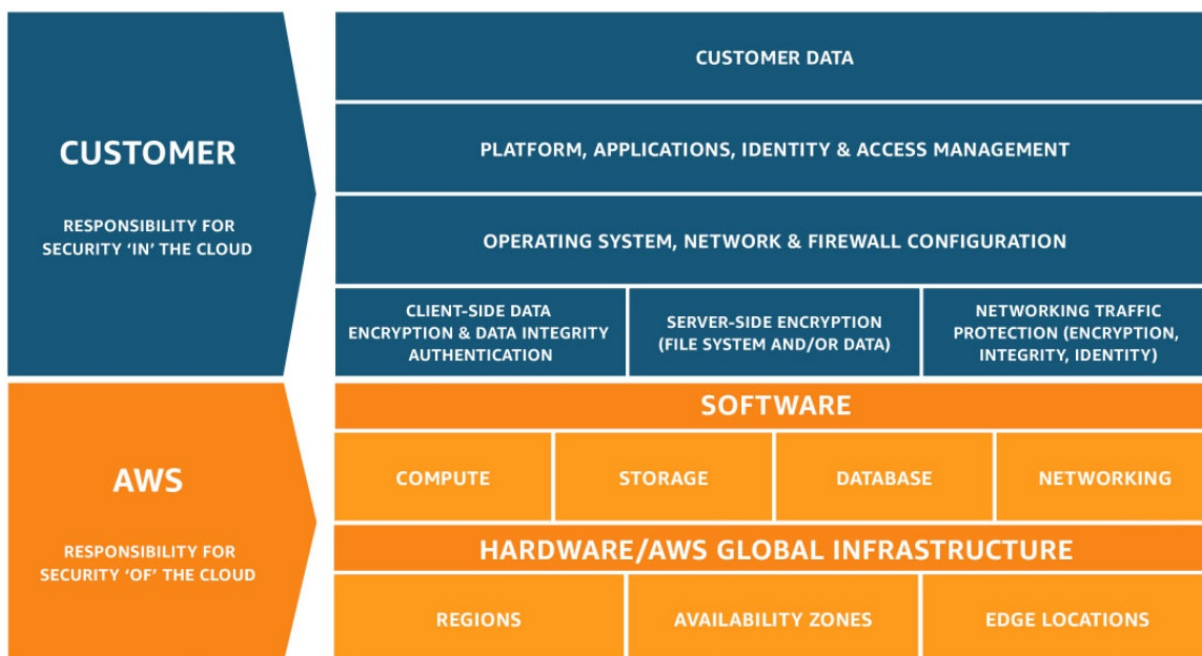 CUSTOMER
RESPONSIBILITY FOR
SECURITY ‘IN’ THE CLOUD
CUSTOMER DATA
PLATFORM, APPLICATIONS, IDENTITY & ACCESS MANAGEMENT
OPERATING SYSTEM, NETWORK & FIREWALL CONFIGURATION
CLIENT-SIDE DATA
ENCRYPTION & DATA INTEGRITY
AUTHENTICATION
SERVER-SIDE ENCRYPTION
(FILE SYSTEM AND/OR DATA)
NETWORKING TRAFFIC
PROTECTION (ENCRYPTION,
INTEGRITY, IDENTITY)
AWS
RESPONSIBILITY FOR
SECURITY ‘OF’ THE CLOUD
SOFTWARE
COMPUTE
STORAGE
DATABASE
NETWORKING
HARDWARE/AWS GLOBAL INFRASTRUCTURE
REGIONS
AVAILABILITY ZONES
EDGE LOCATIONS